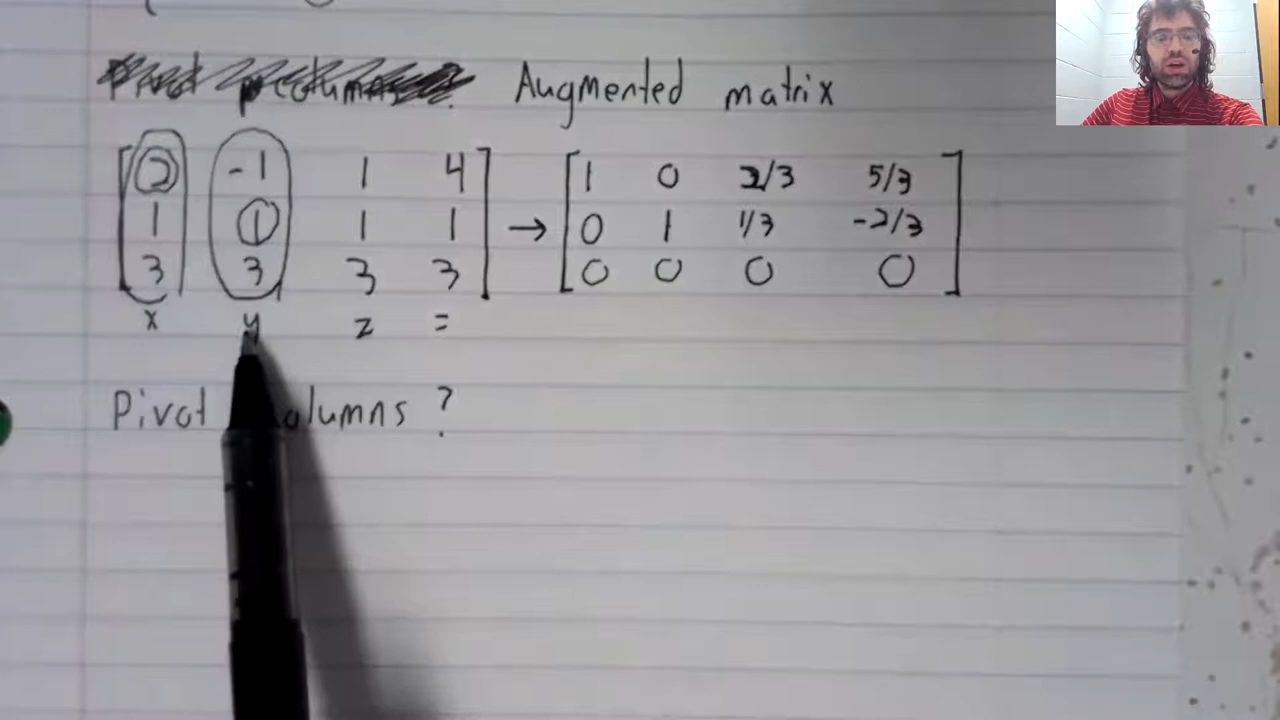 Augmented matrix
[ 2 -1 1 4 ] → [ 1 0 2/3 5/3 ]
[ 1 1 1 1 ] [ 0 1 1/3 -2/3 ]
[ 3 3 3 3 ] [ 0 0 0 0 ]
x y z =
Pivot columns ?